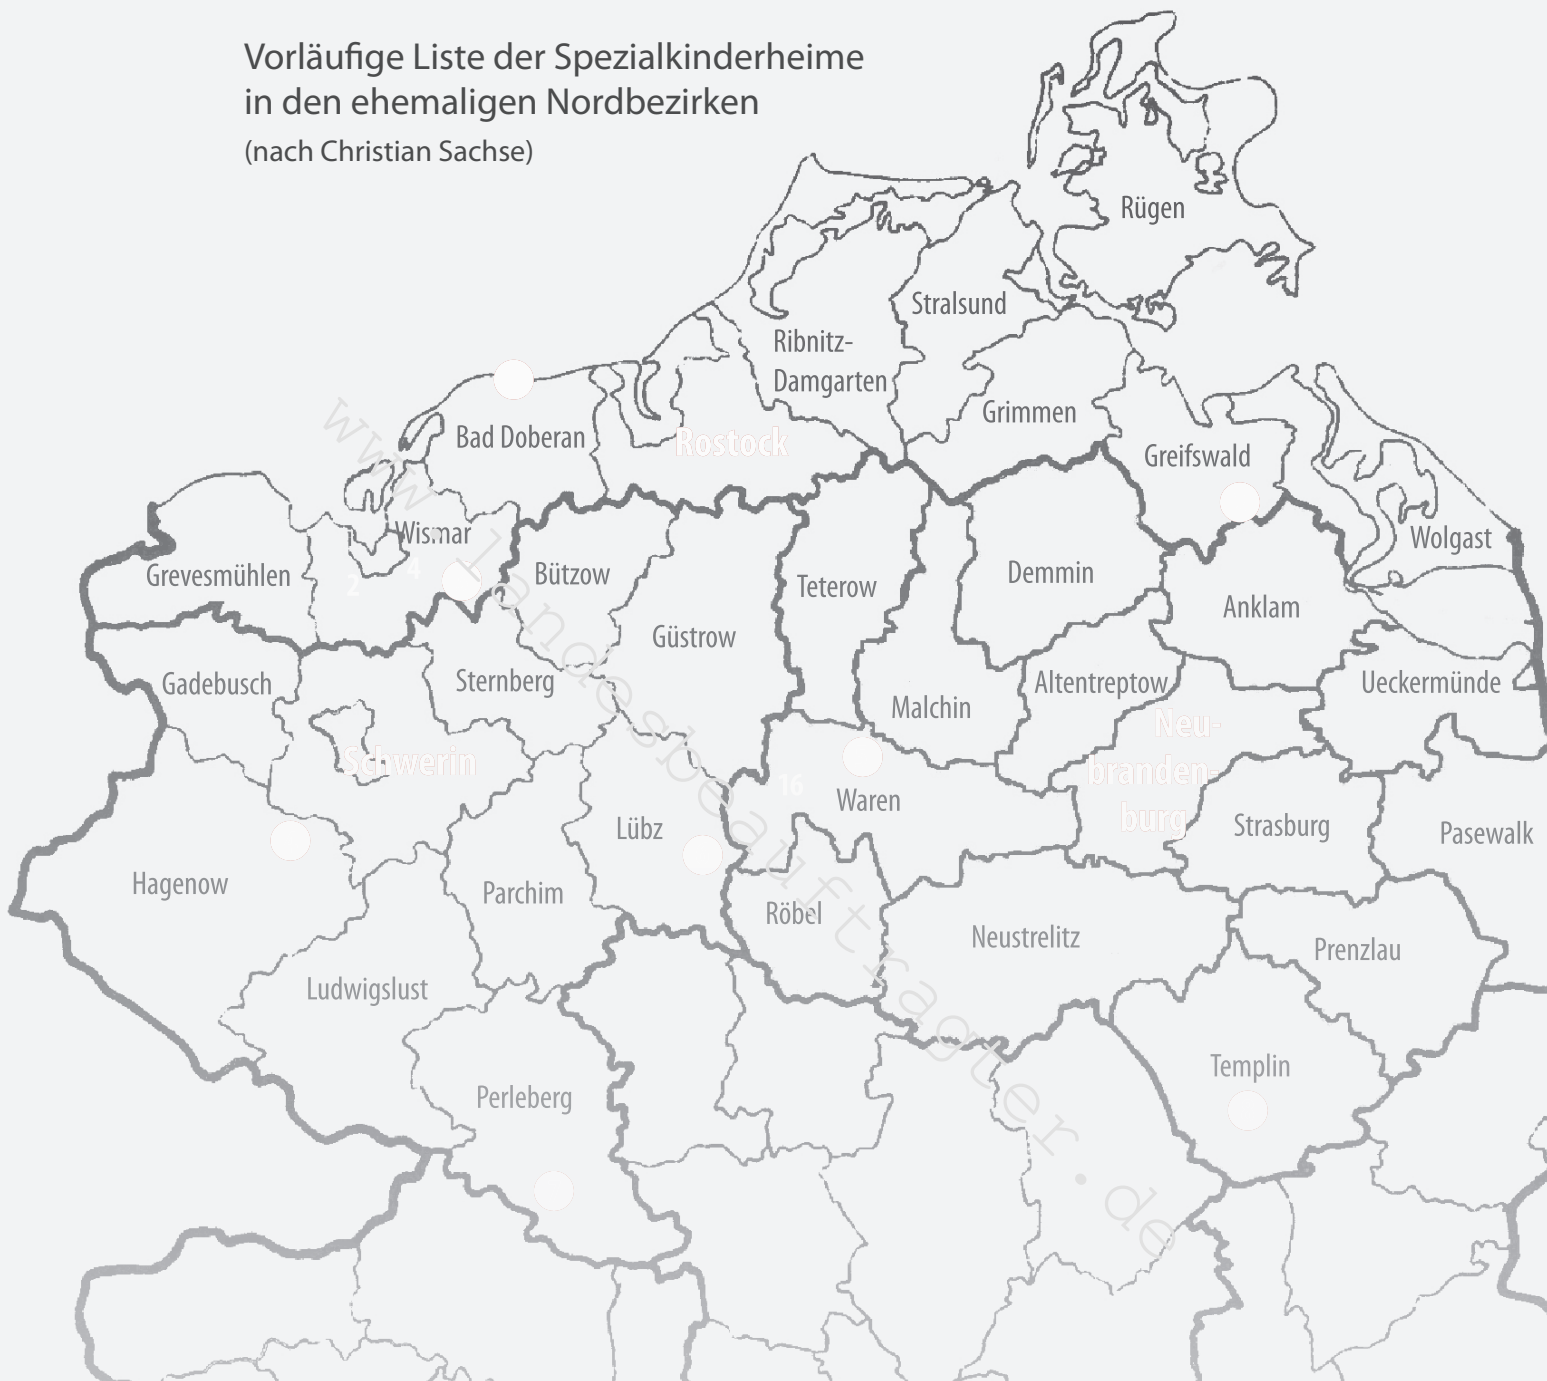 Vorläufige Liste der Spezialkinderheime
in den ehemaligen Nordbezirken
(nach Christian Sachse)
Rügen
Stralsund
Ribnitz-
Damgarten
Grimmen
Bad Doberan
Rostock
Greifswald
Wismar
Wolgast
Grevesmühlen
2
4
Bützow
Teterow
Demmin
Anklam
Güstrow
Gadebusch
Sternberg
Malchin
Altentreptow
Ueckermünde
Neu-
branden-
burg
Schwerin
16
Waren
Lübz
Strasburg
Pasewalk
Hagenow
Parchim
Röbel
Neustrelitz
Prenzlau
Ludwigslust
Templin
Perleberg
www.landesbeauftragter.de